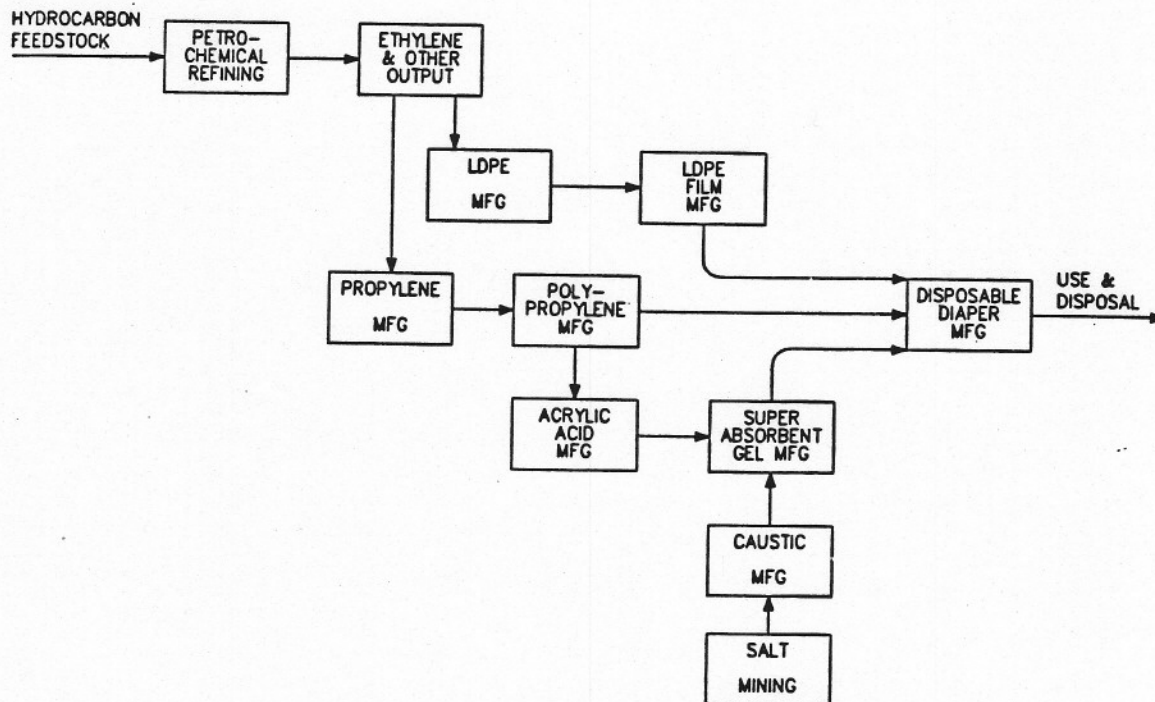 HYDROCARBON
FEEDSTOCK
PETRO-
CHEMICAL
REFINING
ETHYLENE
& OTHER
OUTPUT
LDPE
MFG
LDPE
FILM
MFG
PROPYLENE
MFG
POLY-
PROPYLENE
MFG
DISPOSABLE
DIAPER
MFG
USE &
DISPOSAL
ACRYLIC
ACID
MFG
SUPER
ABSORBENT
GEL MFG
CAUSTIC
MFG
SALT
MINING